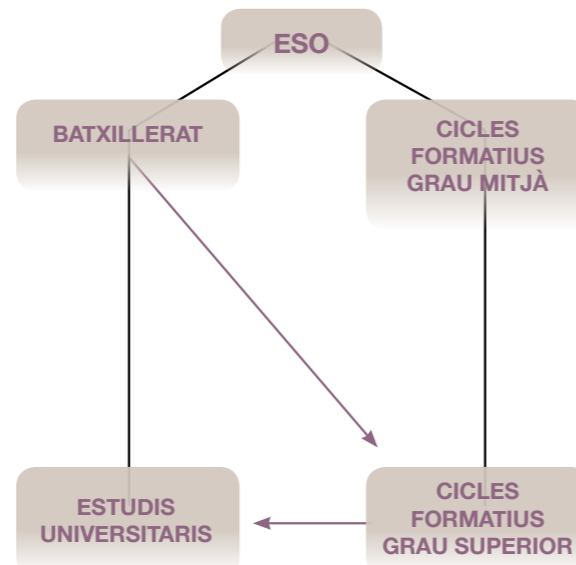 ESO
BATXILLERAT
CICLES
FORMATIUS
GRAU MITJÀ
ESTUDIS
UNIVERSITARIS
CICLES
FORMATIUS
GRAU SUPERIOR